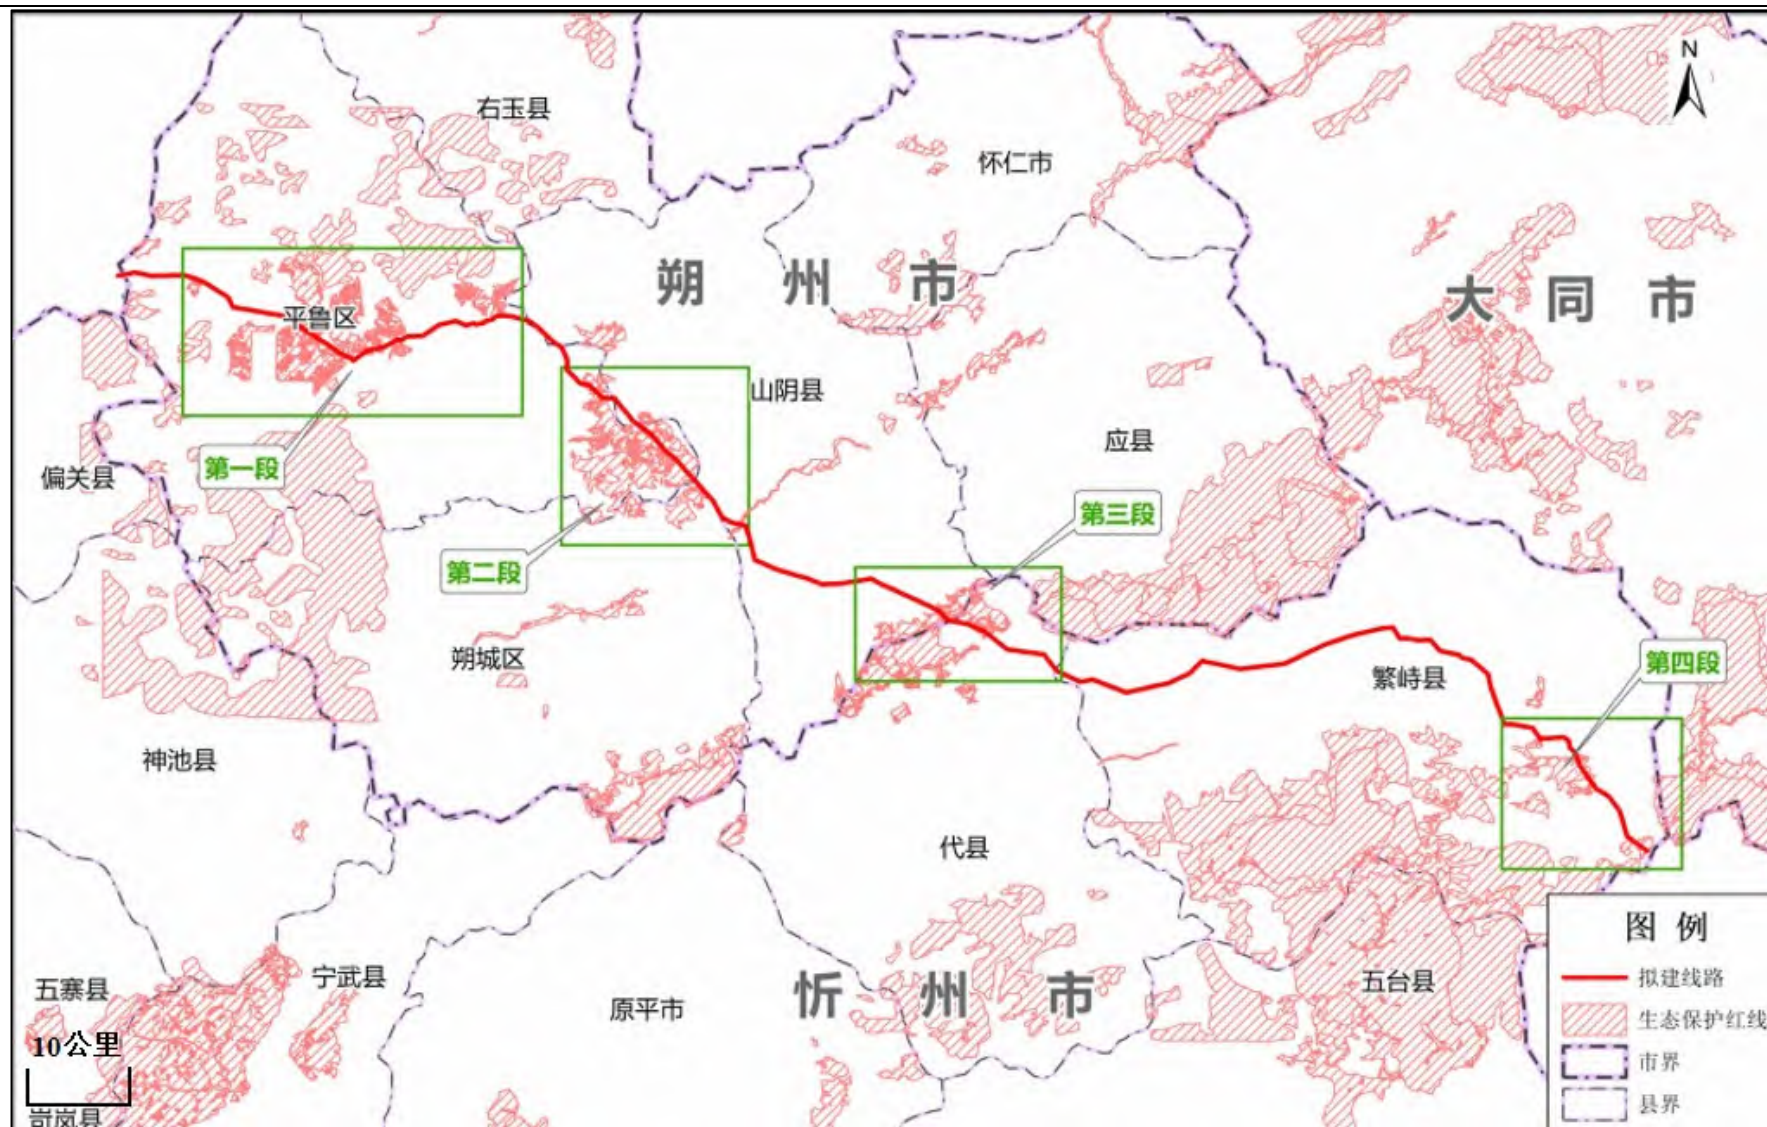 N
右玉县
怀仁市
朔州市
大同市
平鲁区
山阴县
应县
第一段
偏关县
第三段
第二段
朔城区
繁峙县
第四段
神池县
代县
图例
五寨县
宁武县
原平市
忻州市
五台县
拟建线路
生态保护红线
10公里
市界
县界
岢岚县